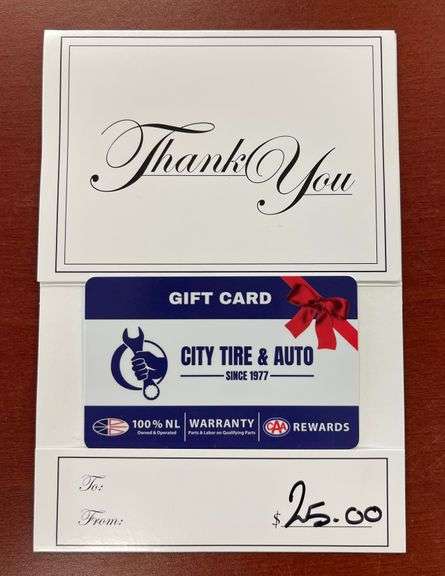 Thank You
GIFT CARD
CITY TIRE & AUTO
SINCE 1977
100% NL
Owned & Operated
WARRANTY
Parts & Labor on Qualifying Parts
CAA REWARDS
To:
From:
$ 25.00